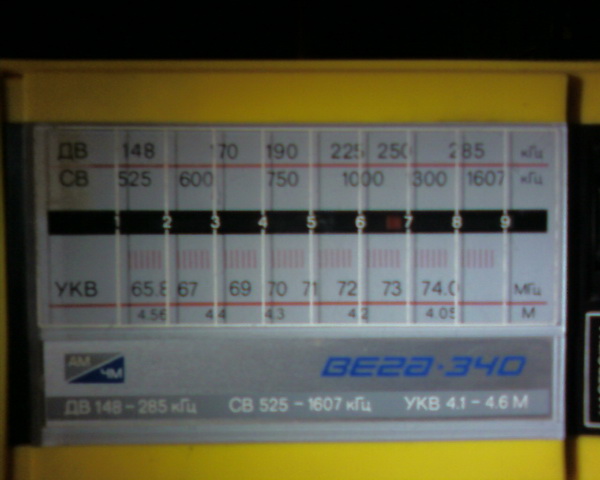 ДВ 148 170 190 225 250 285 кГц
СВ 525 600 750 1000 1300 1607 кГц
1 2 3 4 5 6 7 8 9
УКВ 65.8 67 69 70 71 72 73 74.0 МГц
4.56 4.4 4.3 4.2 4.05 М
АМ
ЧМ
ВЕГА-340
ДВ 148 – 285 кГц СВ 525 – 1607 кГц УКВ 4.1 – 4.6 М